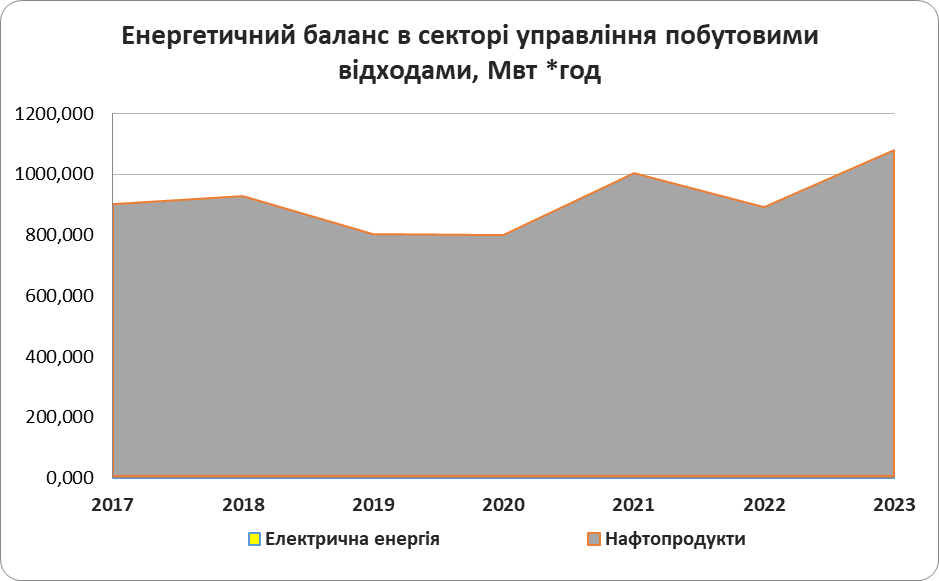 Енергетичний баланс в секторі управління побутовими
відходами, Мвт *год
1200,000
1000,000
800,000
600,000
400,000
200,000
0,000
2017 2018 2019 2020 2021 2022 2023
Електрична енергія Нафтопродукти